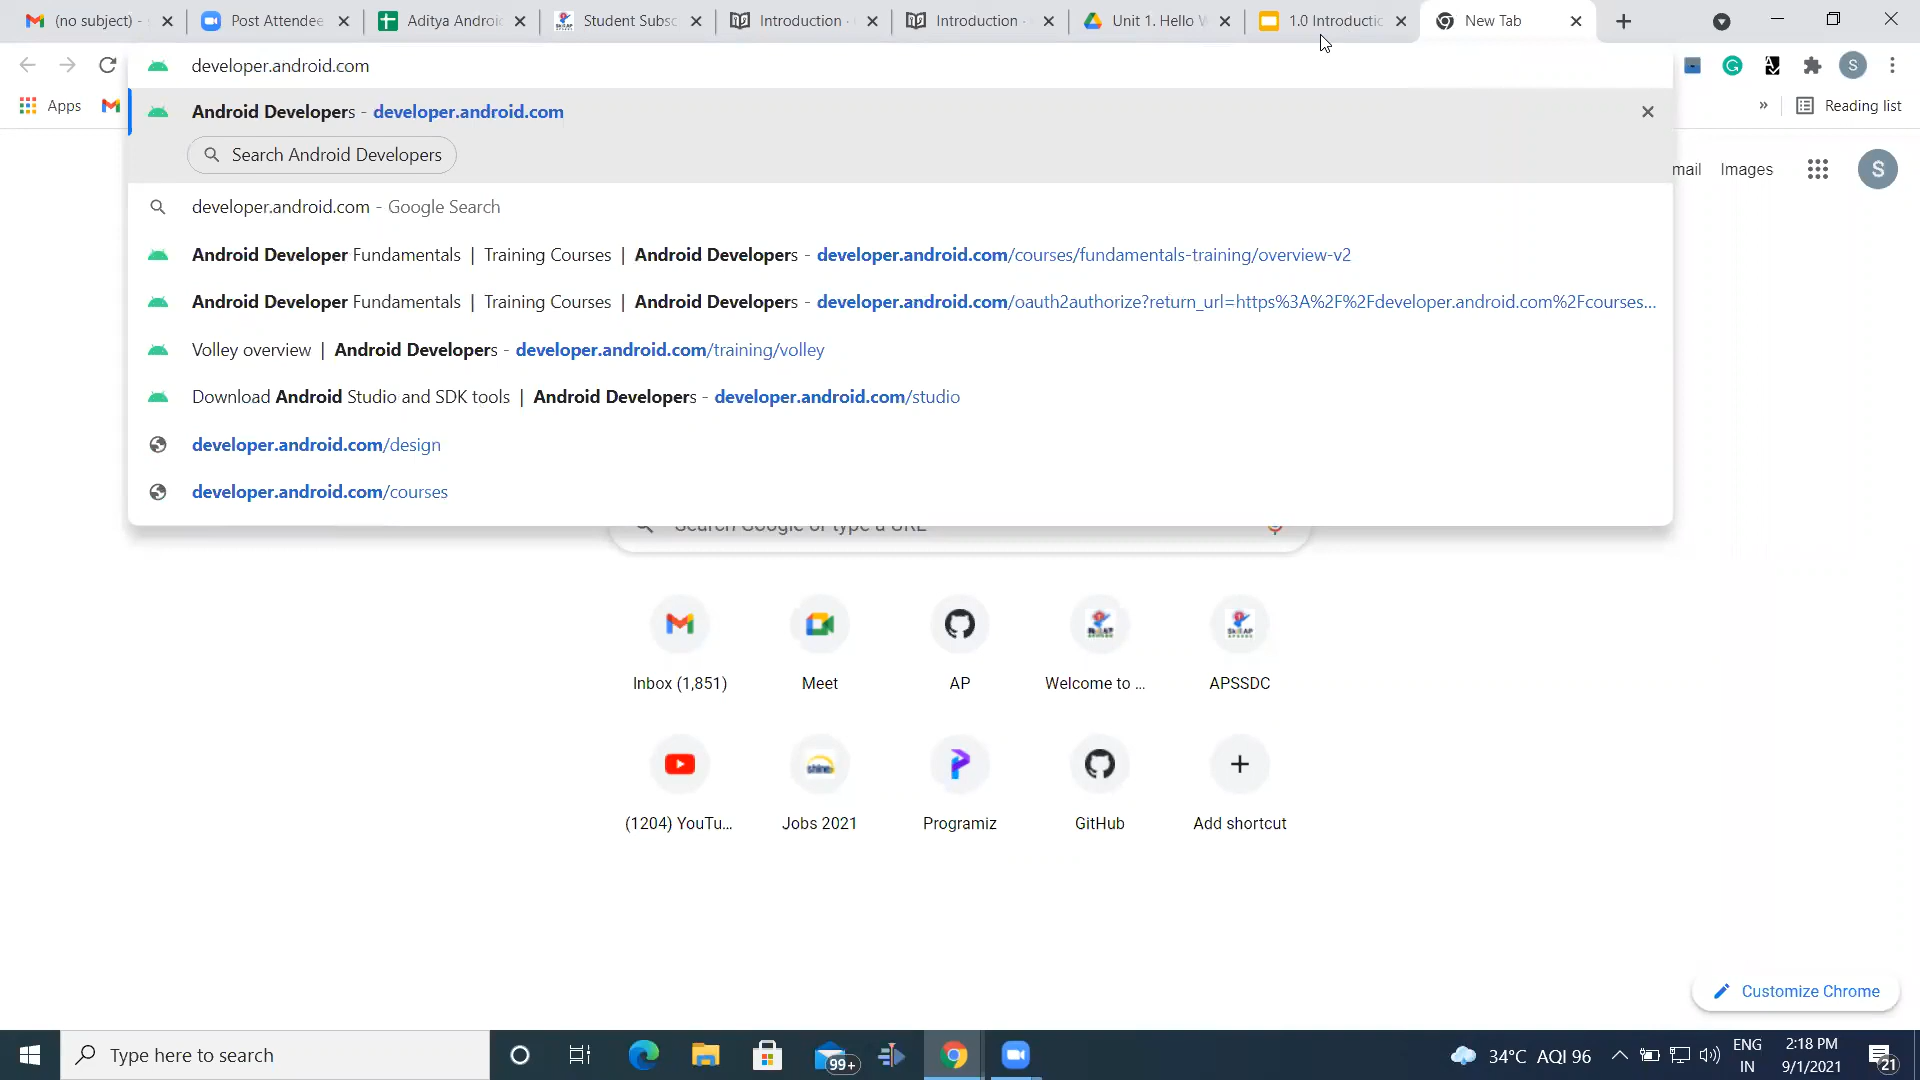 (no subject) -
Post Attendee
Aditya Androi
Student Subsc
Introduction -
Introduction -
Unit 1. Hello W
1.0 Introductio
New Tab
developer.android.com
S
Apps
»
Reading list
Android Developers - developer.android.com
Search Android Developers
mail
Images
S
developer.android.com - Google Search
Android Developer Fundamentals | Training Courses | Android Developers - developer.android.com/courses/fundamentals-training/overview-v2
Android Developer Fundamentals | Training Courses | Android Developers - developer.android.com/oauth2authorize?return_url=https%3A%2F%2Fdeveloper.android.com%2Fcourses...
Volley overview | Android Developers - developer.android.com/training/volley
Download Android Studio and SDK tools | Android Developers - developer.android.com/studio
developer.android.com/design
developer.android.com/courses
Search Google or type a URL
Inbox (1,851)
Meet
AP
Welcome to ...
APSSDC
(1204) YouTu...
Jobs 2021
Programiz
GitHub
Add shortcut
Customize Chrome
Type here to search
99+
34°C AQI 96
ENG
IN
2:18 PM
9/1/2021
21